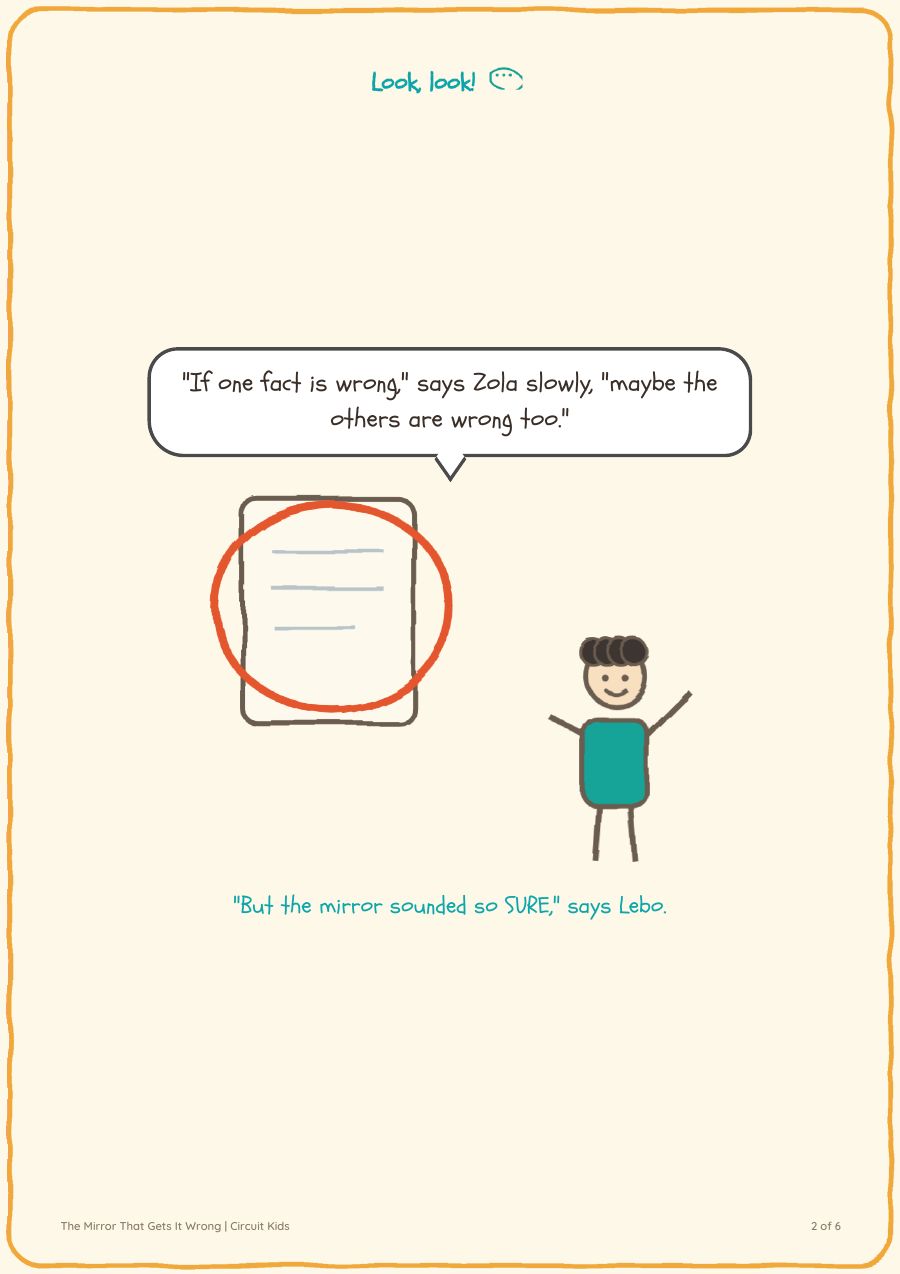 Look, look!
"If one fact is wrong," says Zola slowly, "maybe the
others are wrong too."
"But the mirror sounded so SURE," says Lebo.
The Mirror That Gets It Wrong | Circuit Kids
2 of 6